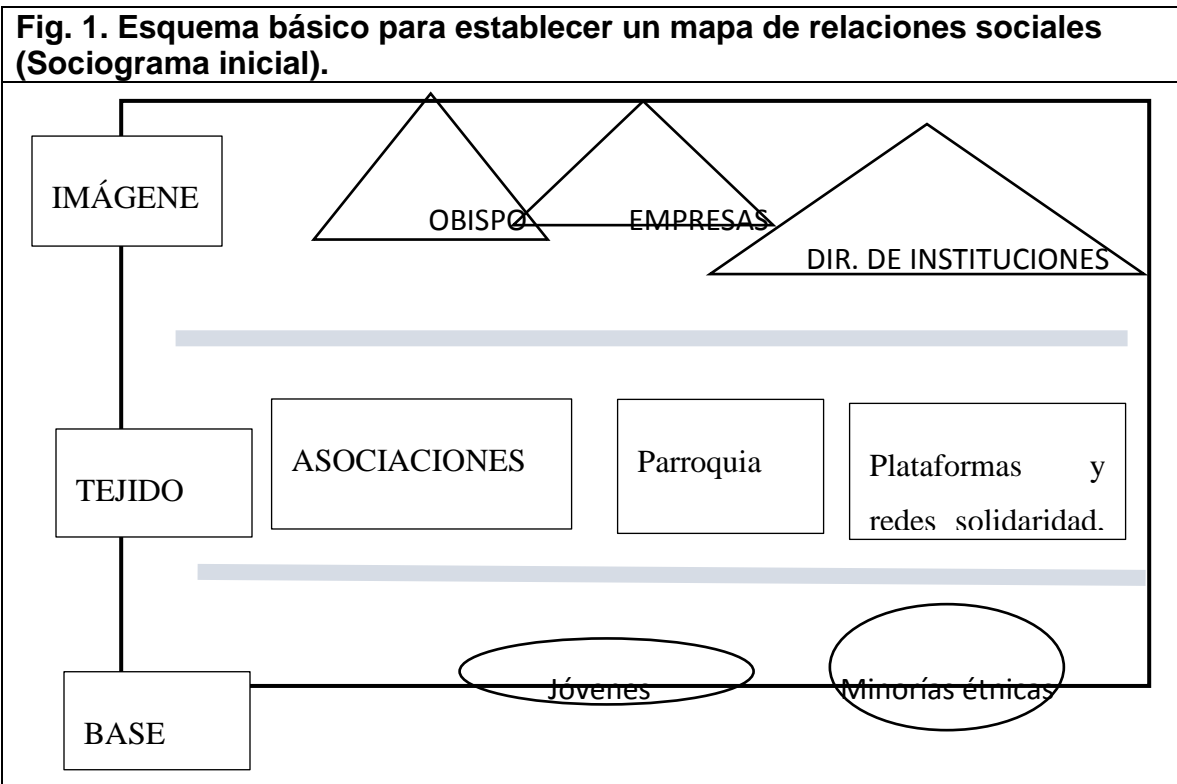 Fig. 1. Esquema básico para establecer un mapa de relaciones sociales
(Sociograma inicial).
IMÁGENE
OBISPO
EMPRESAS
DIR. DE INSTITUCIONES
TEJIDO
ASOCIACIONES
Parroquia
Plataformas y
redes solidaridad.
BASE
Jóvenes
Minorías étnicas